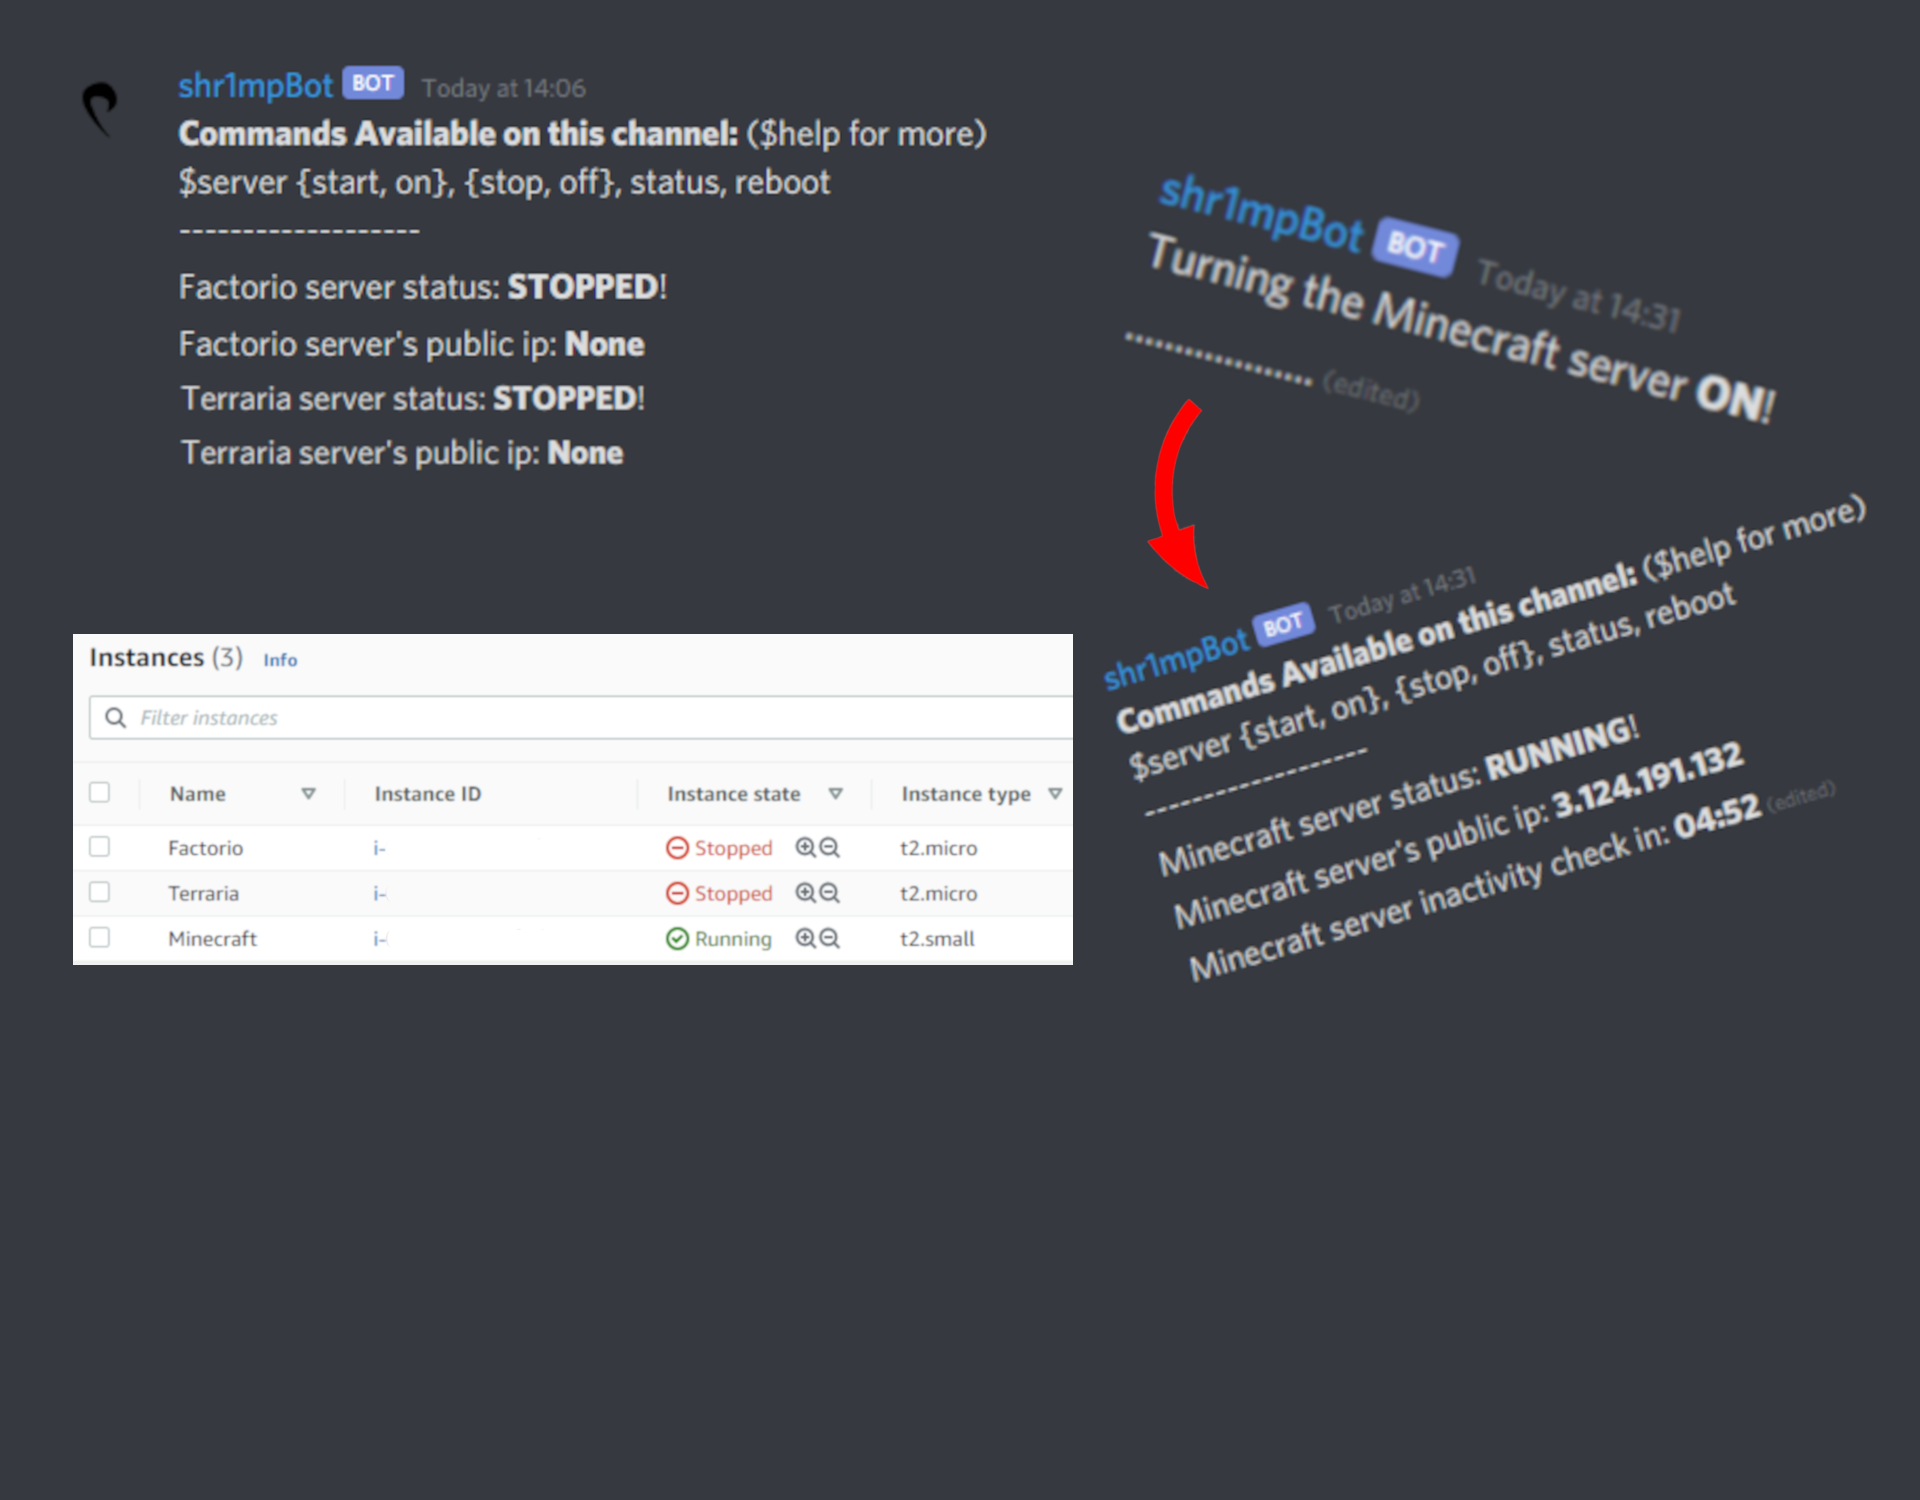 shr1mpBot BOT Today at 14:06
Commands Available on this channel: ($help for more)
$server {start, on}, {stop, off}, status, reboot
-------------------
Factorio server status: STOPPED!
Factorio server's public ip: None
Terraria server status: STOPPED!
Terraria server's public ip: None
shr1mpBot BOT Today at 14:31
Turning the Minecraft server ON!
................... (edited)
shr1mpBot BOT Today at 14:31
Commands Available on this channel: ($help for more)
$server {start, on}, {stop, off}, status, reboot
-------------------
Minecraft server status: RUNNING!
Minecraft server's public ip: 3.124.191.132
Minecraft server inactivity check in: 04:52 (edited)
Instances (3) Info
Filter instances
Name Instance ID Instance state Instance type
Factorio i- Stopped t2.micro
Terraria i- Stopped t2.micro
Minecraft i- Running t2.small